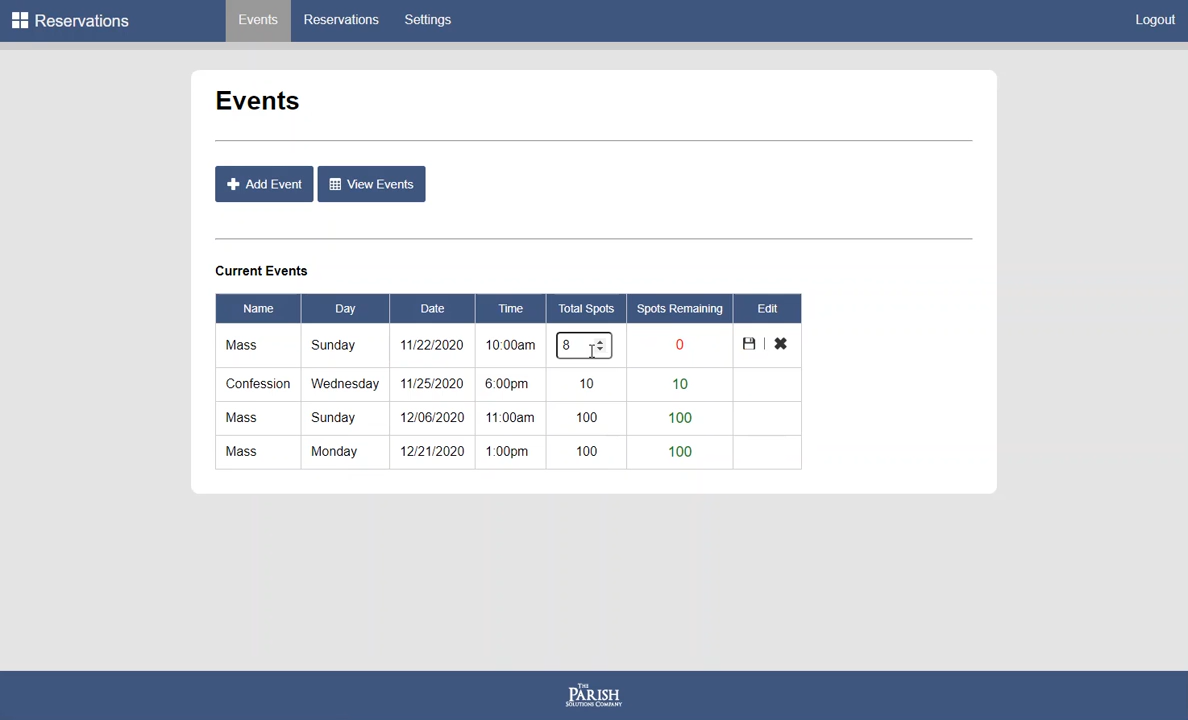 Reservations Events Reservations Settings Logout
Events
Add Event View Events
Current Events
Name Day Date Time Total Spots Spots Remaining Edit
Mass Sunday 11/22/2020 10:00am 8 0 |
Confession Wednesday 11/25/2020 6:00pm 10 10
Mass Sunday 12/06/2020 11:00am 100 100
Mass Monday 12/21/2020 1:00pm 100 100
THE
PARISH
SOLUTIONS COMPANY